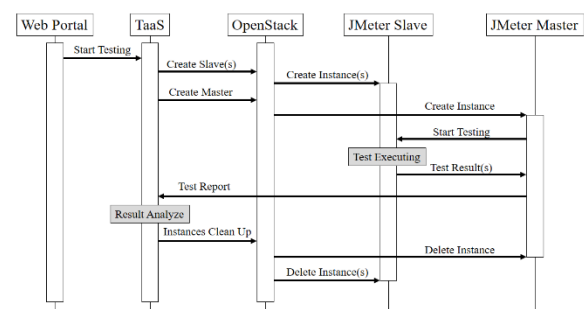 Web Portal
TaaS
OpenStack
JMeter Slave
JMeter Master
Start Testing
Create Slave(s)
Create Instance(s)
Create Master
Create Instance
Start Testing
Test Executing
Test Result(s)
Test Report
Result Analyze
Instances Clean Up
Delete Instance
Delete Instance(s)